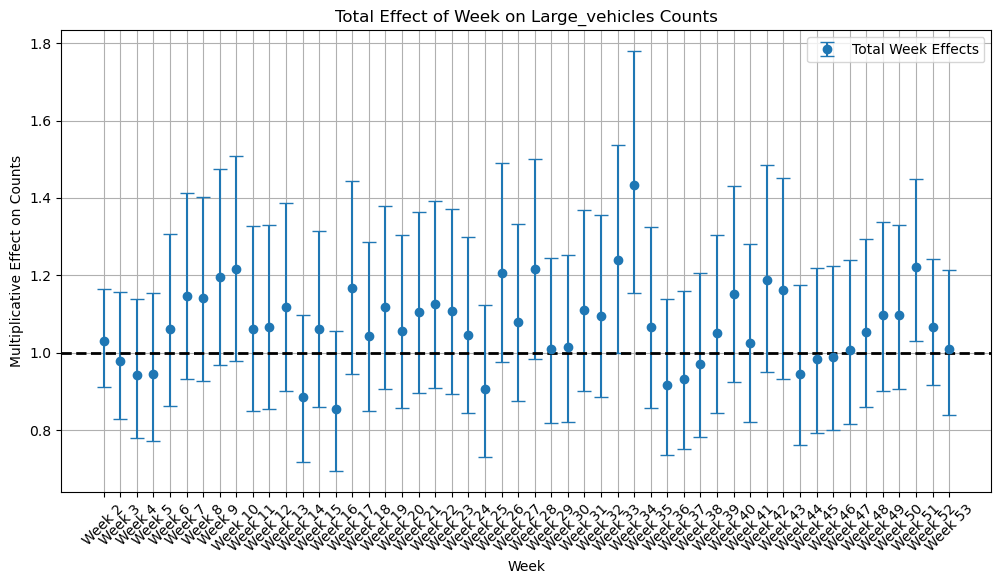 Total Effect of Week on Large_vehicles Counts
Total Week Effects
Multiplicative Effect on Counts
1.8
1.6
1.4
1.2
1.0
0.8
Week 2
Week 3
Week 4
Week 5
Week 6
Week 7
Week 8
Week 9
Week 10
Week 11
Week 12
Week 13
Week 14
Week 15
Week 16
Week 17
Week 18
Week 19
Week 20
Week 21
Week 22
Week 23
Week 24
Week 25
Week 26
Week 27
Week 28
Week 29
Week 30
Week 31
Week 32
Week 33
Week 34
Week 35
Week 36
Week 37
Week 38
Week 39
Week 40
Week 41
Week 42
Week 43
Week 44
Week 45
Week 46
Week 47
Week 48
Week 49
Week 50
Week 51
Week 52
Week 53
Week